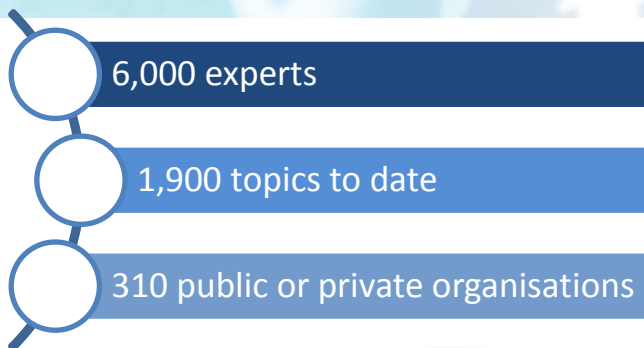 6,000 experts
1,900 topics to date
310 public or private organisations